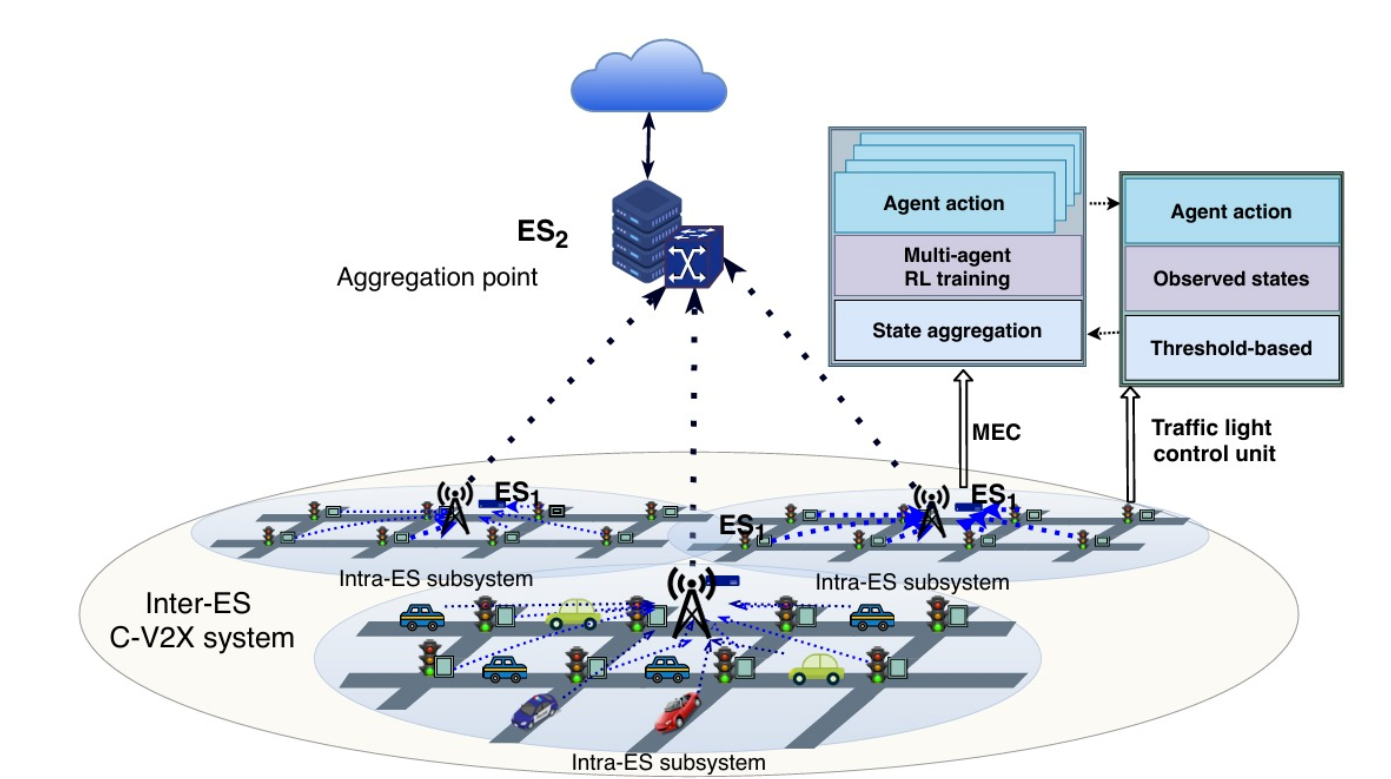 ES2
Aggregation point
Agent action
Multi-agent
RL training
State aggregation
Agent action
Observed states
Threshold-based
MEC
Traffic light
control unit
ES1
ES1
ES1
Intra-ES subsystem
Intra-ES subsystem
Inter-ES
C-V2X system
Intra-ES subsystem